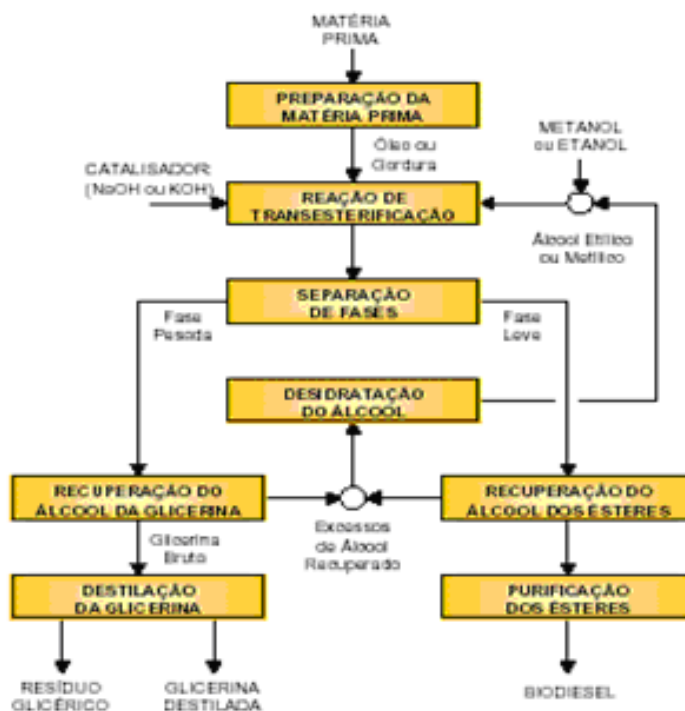 MATÉRIA
PRIMA
PREPARAÇÃO DA
MATÉRIA PRIMA
Óleo ou
Gordura
METANOL
ou ETANOL
CATALISADOR:
(NaOH ou KOH)
REAÇÃO DE
TRANSESTERIFICAÇÃO
Álcool Etílico
ou Metílico
SEPARAÇÃO
DE FASES
Fase
Pesada
Fase
Leve
DESIDRATAÇÃO
DO ÁLCOOL
RECUPERAÇÃO DO
ÁLCOOL DA GLICERINA
RECUPERAÇÃO DO
ÁLCOOL DOS ÉSTERES
Excessos
de Álcool
Recuperado
Glicerina
Bruta
DESTILAÇÃO
DA GLICERINA
PURIFICAÇÃO
DOS ÉSTERES
RESÍDUO
GLICÉRICO
GLICERINA
DESTILADA
BIODIESEL